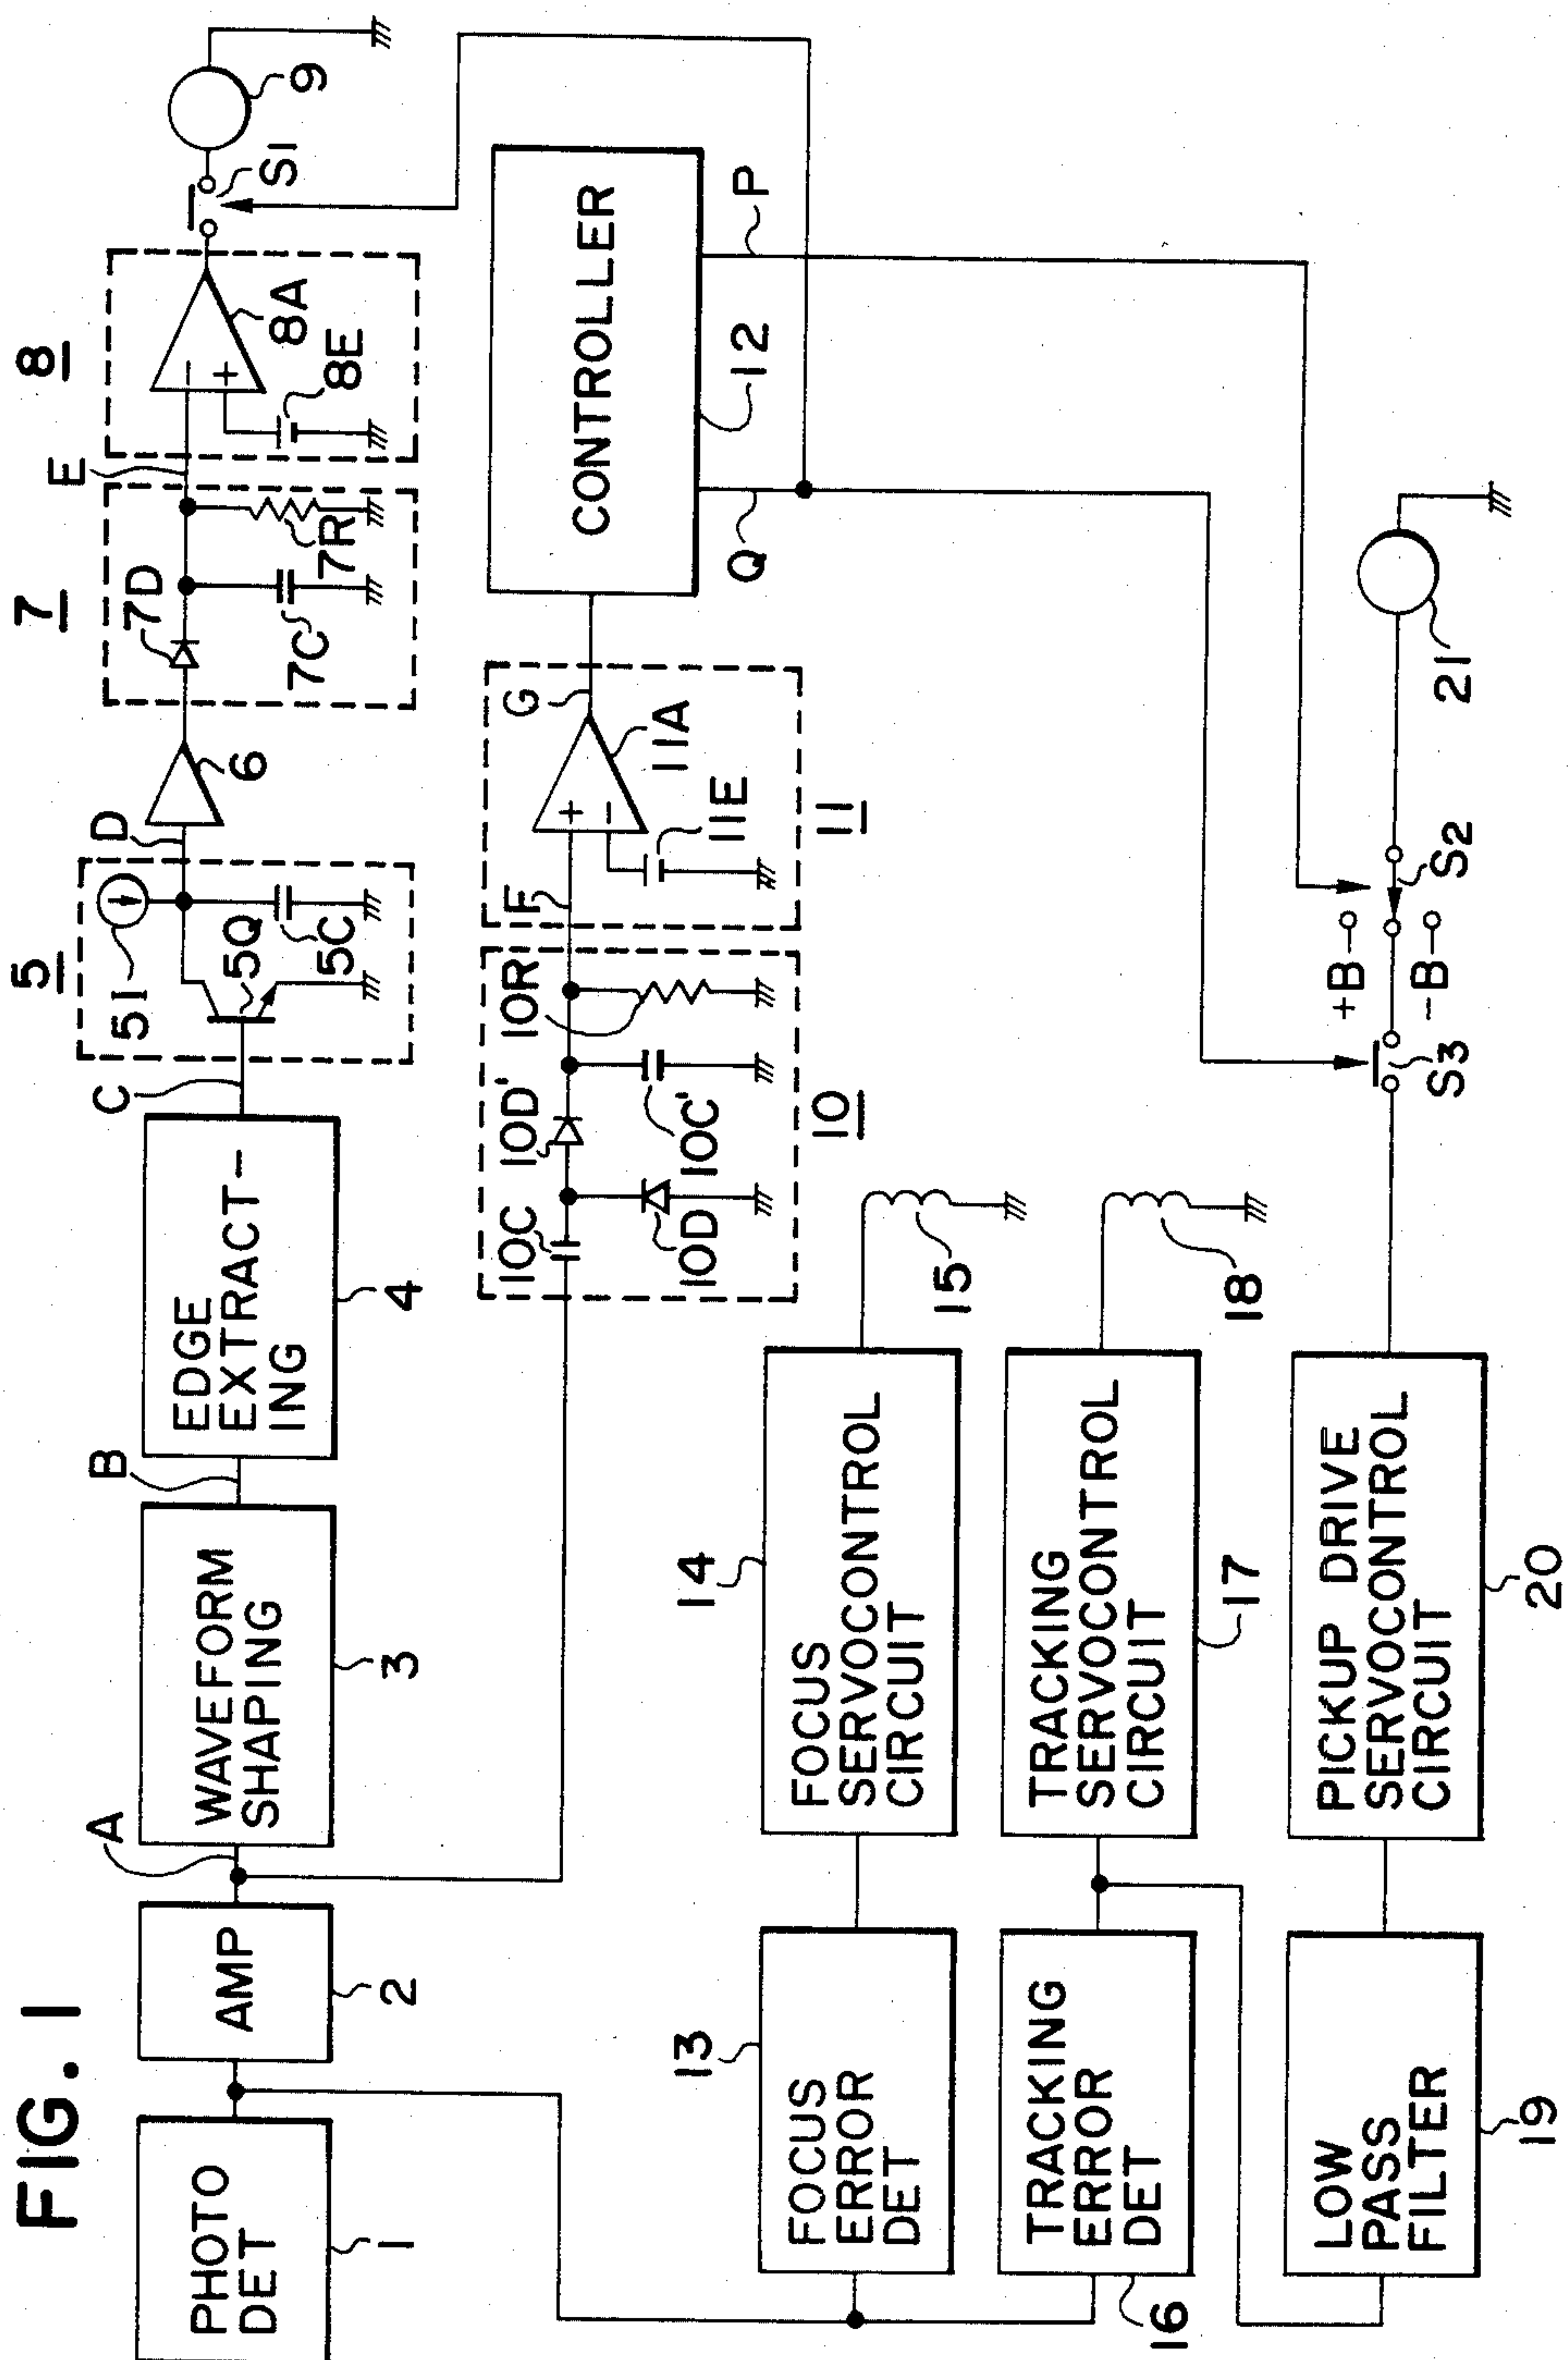 FIG. 1
PHOTO
DET
1
AMP
2
A
WAVEFORM
SHAPING
3
B
EDGE
EXTRACT-
ING
4
C
5
5I
5Q
5C
D
6
7
7D
7C
7R
E
8
8A
8E
S1
9
10C
10D
10D'
10C'
10R
10
F
+
−
11A
11E
11
G
CONTROLLER
12
Q
P
13
FOCUS
ERROR
DET
14
FOCUS
SERVOCONTROL
CIRCUIT
15
TRACKING
ERROR
DET
16
TRACKING
SERVOCONTROL
CIRCUIT
17
18
LOW
PASS
FILTER
19
PICKUP DRIVE
SERVOCONTROL
CIRCUIT
20
S3
+B
−B
S2
21
−
+